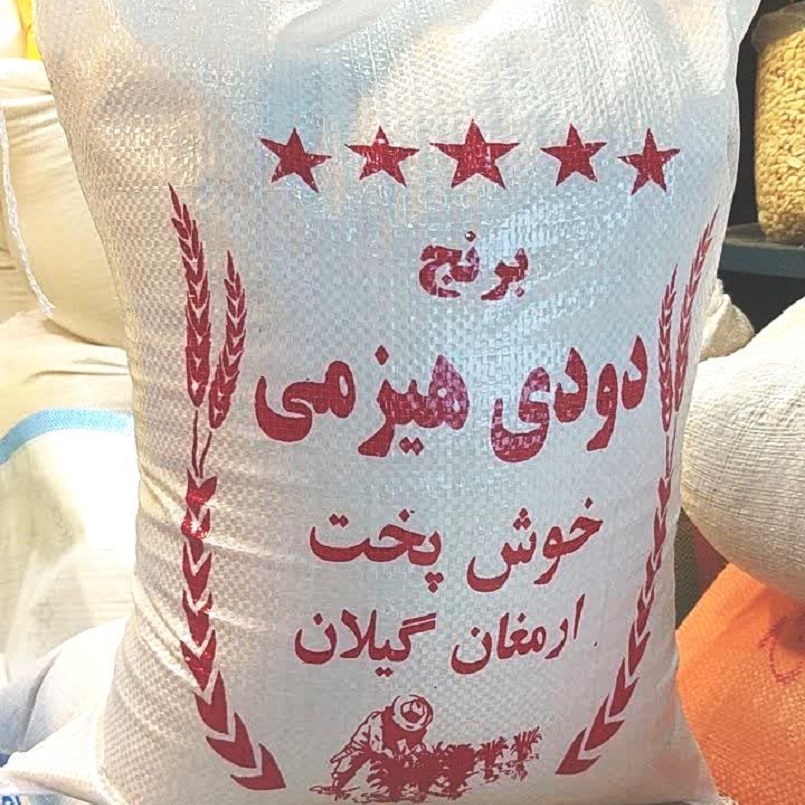 برنج
دودی هیزمی
خوش پخت
ارمغان گیلان